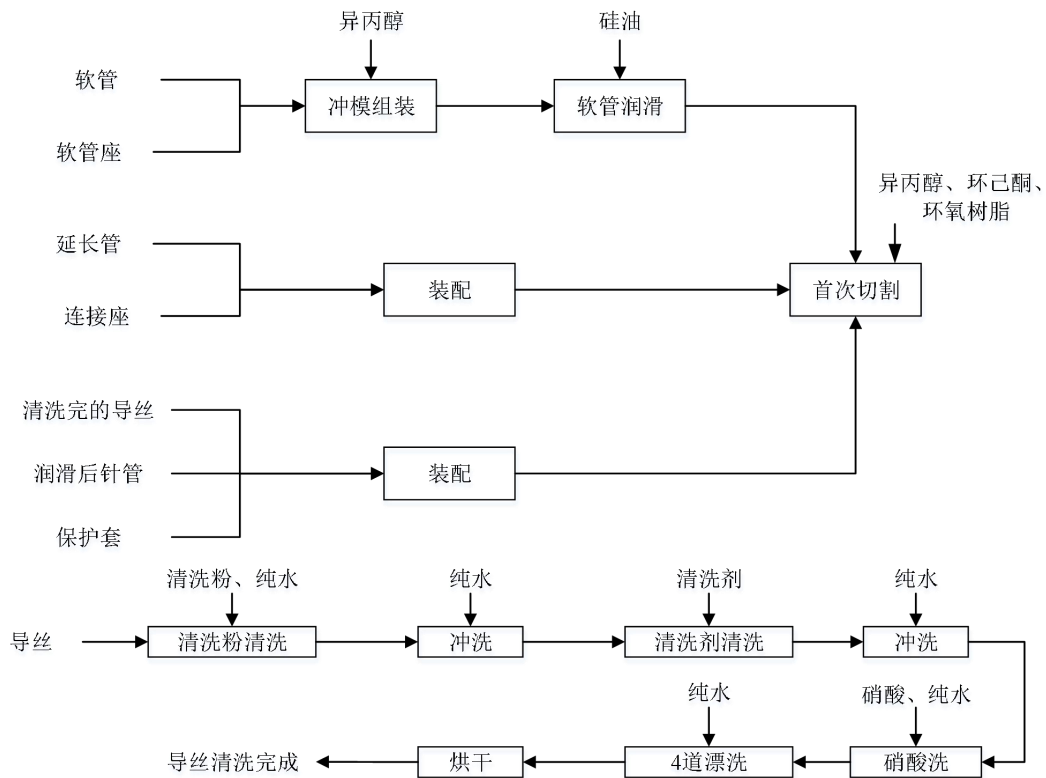 异丙醇
硅油
软管
冲模组装
软管润滑
软管座
异丙醇、环己酮、
环氧树脂
延长管
装配
首次切割
连接座
清洗完的导丝
润滑后针管
装配
保护套
清洗粉、纯水
纯水
清洗剂
纯水
导丝
清洗粉清洗
冲洗
清洗剂清洗
冲洗
纯水
硝酸、纯水
导丝清洗完成
烘干
4道漂洗
硝酸洗